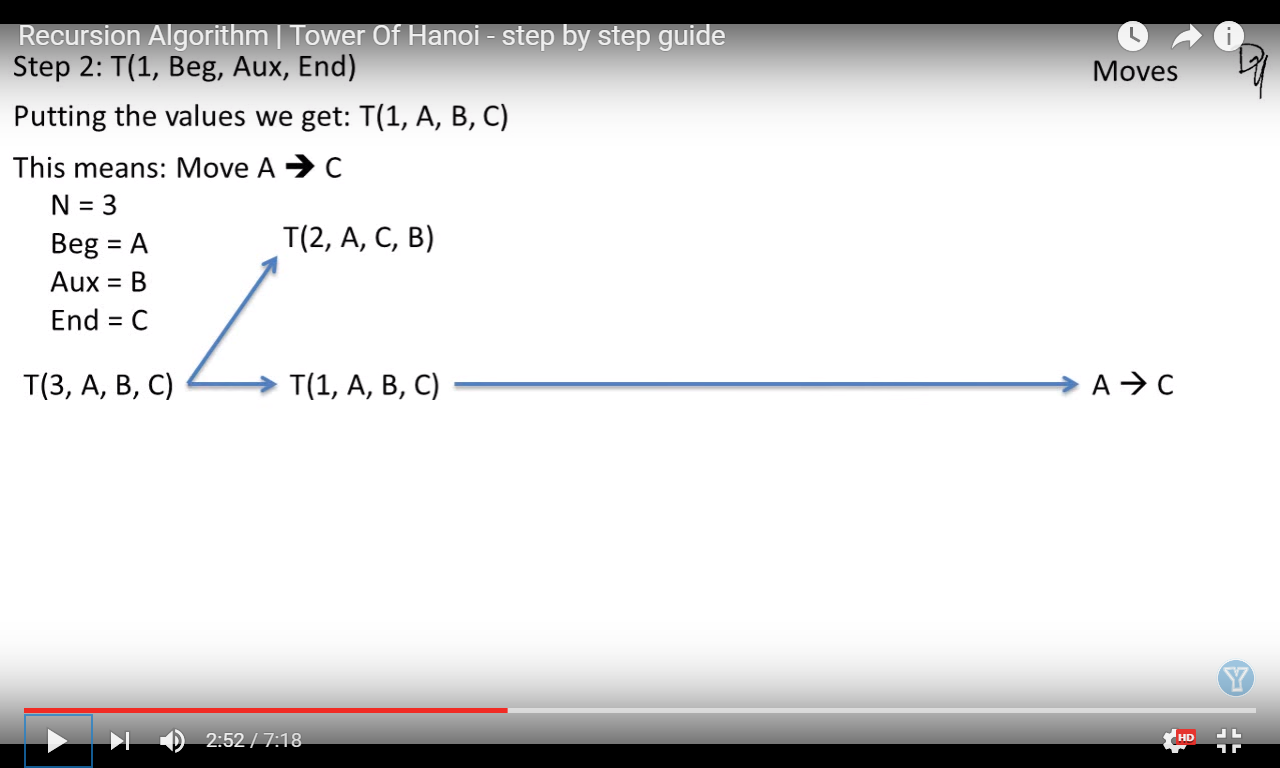 Recursion Algorithm | Tower Of Hanoi - step by step guide
Step 2: T(1, Beg, Aux, End)
Moves
Putting the values we get: T(1, A, B, C)
This means: Move A → C
N = 3
Beg = A
T(2, A, C, B)
Aux = B
End = C
T(3, A, B, C)
T(1, A, B, C)
A → C
2:52 / 7:18
HD